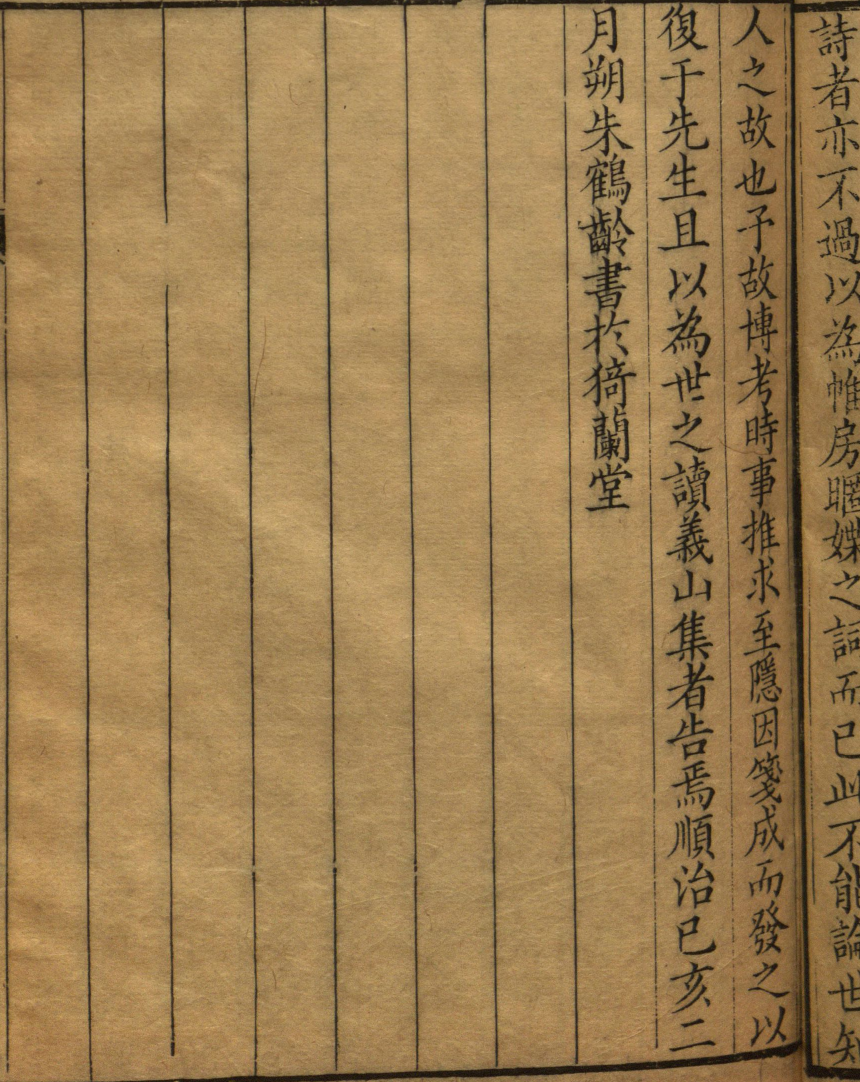 詩者亦不過以為帷房暱媟之詞而已此不能論世知
人之故也予故博考時事推求至隱因箋成而發之以
復于先生且以為世之讀義山集者告焉順治己亥二
月朔朱鶴齡書於猗蘭堂